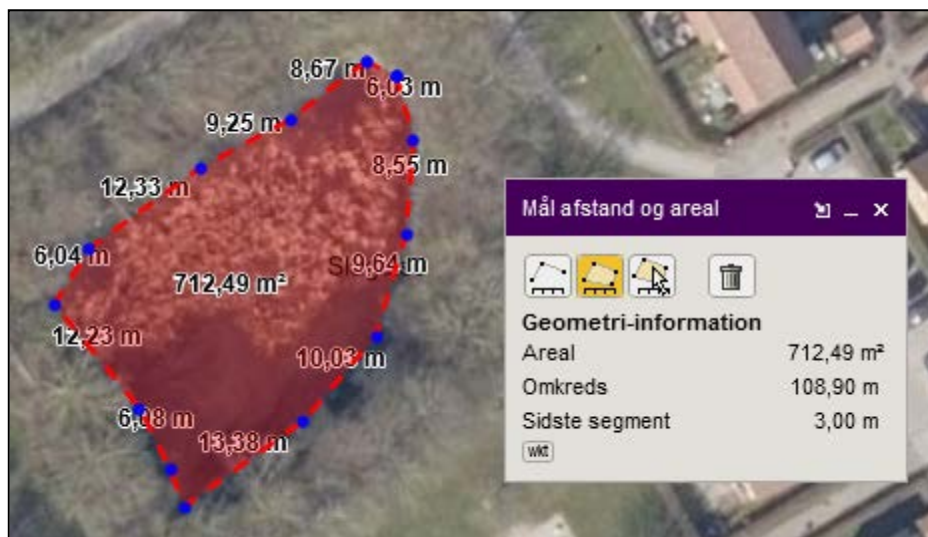 8,67 m
6,03 m
9,25 m
8,55 m
12,33 m
6,04 m
9,64 m
712,49 m²
12,23 m
10,03 m
6,08 m
13,38 m
Mål afstand og areal
Geometri-information
Areal 712,49 m²
Omkreds 108,90 m
Sidste segment 3,00 m
wkt